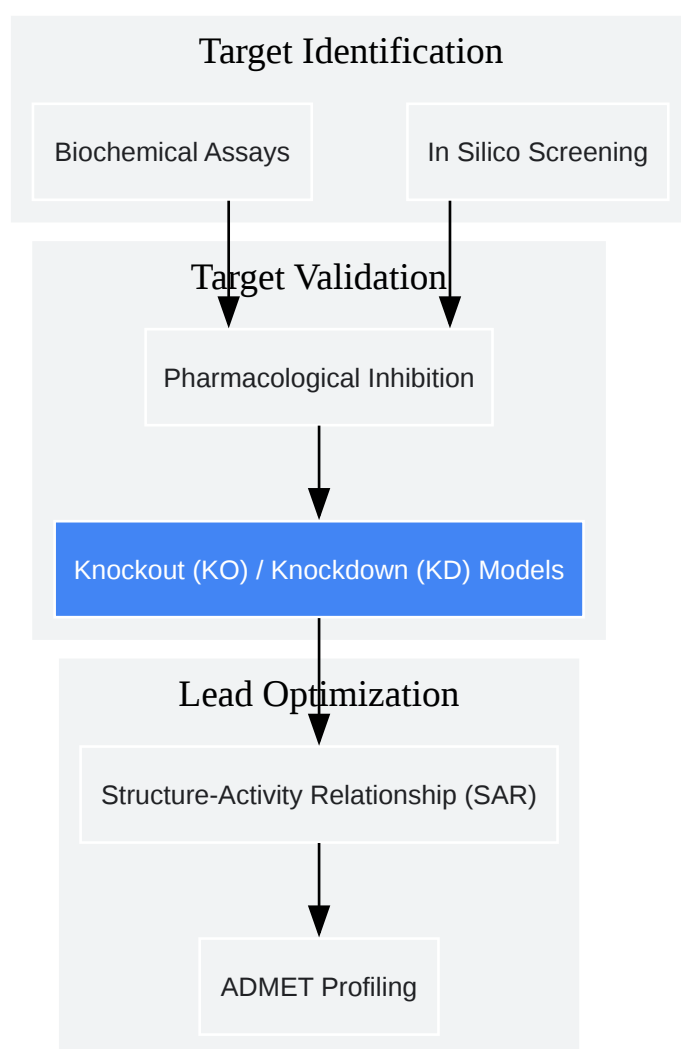 Target Identification
Biochemical Assays
In Silico Screening
Target Validation
Pharmacological Inhibition
Knockout (KO) / Knockdown (KD) Models
Lead Optimization
Structure-Activity Relationship (SAR)
ADMET Profiling